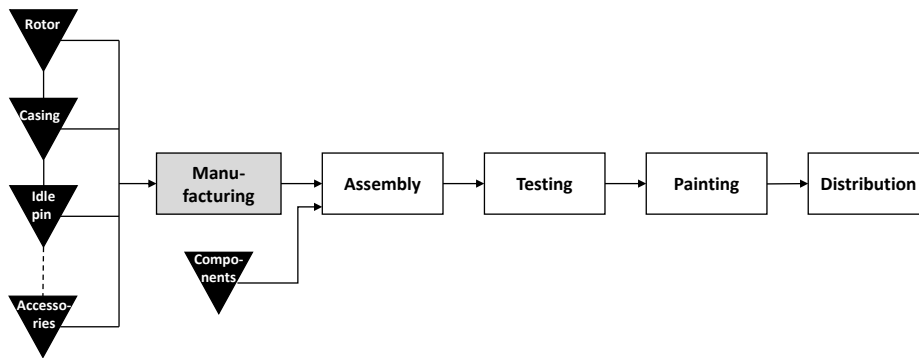 Rotor
Casing
Idle
pin
Accesso-
ries
Manu-
facturing
Compo-
nents
Assembly
Testing
Painting
Distribution